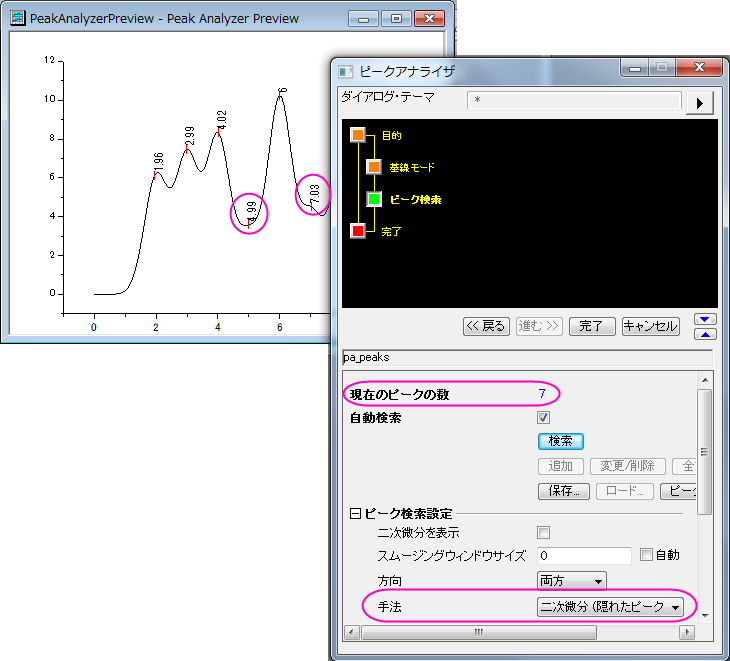 PeakAnalyzerPreview - Peak Analyzer Preview
12
10
8
6
4
2
0
0
2
4
6
1.96
2.99
4.02
4.99
6
7.03
ピークアナライザ
ダイアログ・テーマ
*
目的
基線モード
ピーク検索
完了
<< 戻る
進む >>
完了
キャンセル
pa_peaks
現在のピークの数 7
自動検索
検索
追加 変更/削除 全
保存... ロード... ピーク
ピーク検索設定
二次微分を表示
スムージングウィンドウサイズ 0 自動
方向 両方
手法 二次微分 (隠れたピーク